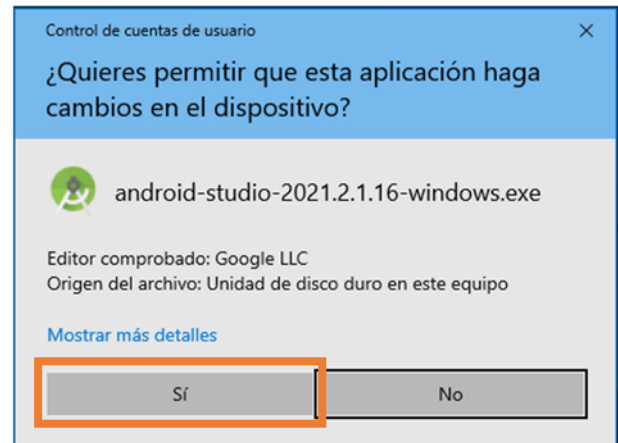 Control de cuentas de usuario
¿Quieres permitir que esta aplicación haga
cambios en el dispositivo?
android-studio-2021.2.1.16-windows.exe
Editor comprobado: Google LLC
Origen del archivo: Unidad de disco duro en este equipo
Mostrar más detalles
Sí
No